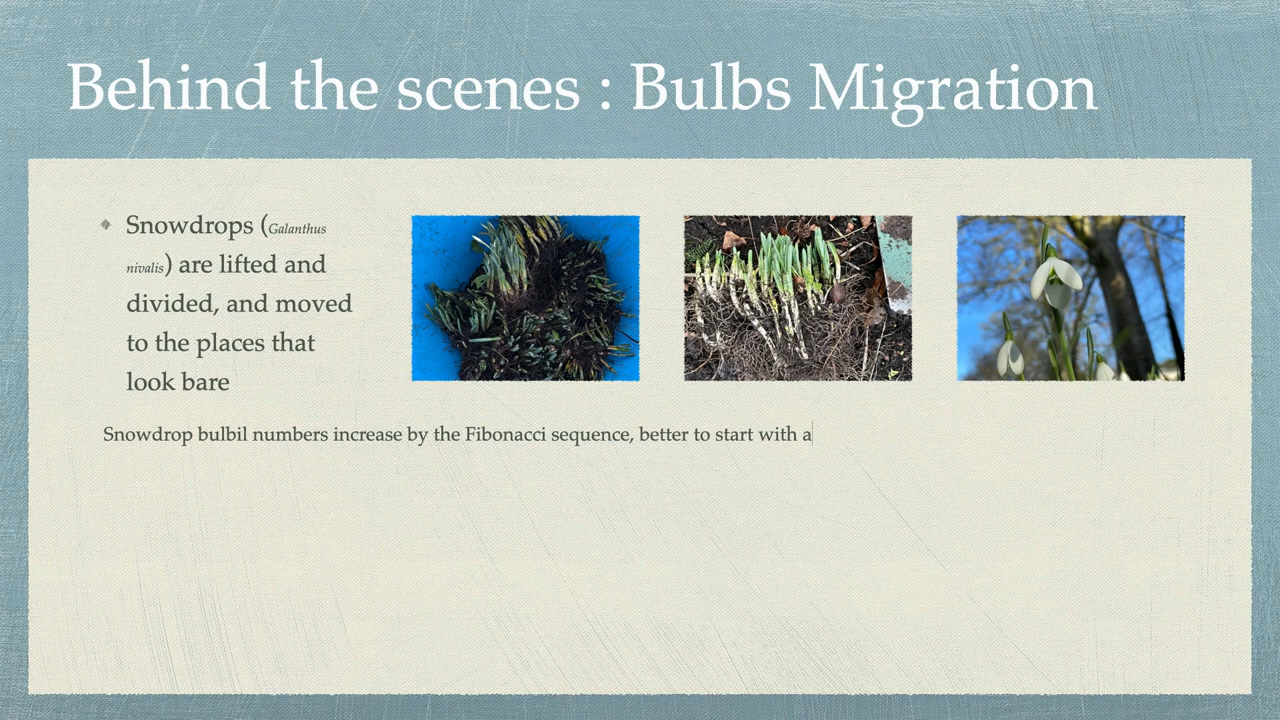 Behind the scenes : Bulbs Migration
Snowdrops (Galanthus
nivalis) are lifted and
divided, and moved
to the places that
look bare
Snowdrop bulbil numbers increase by the Fibonacci sequence, better to start with a